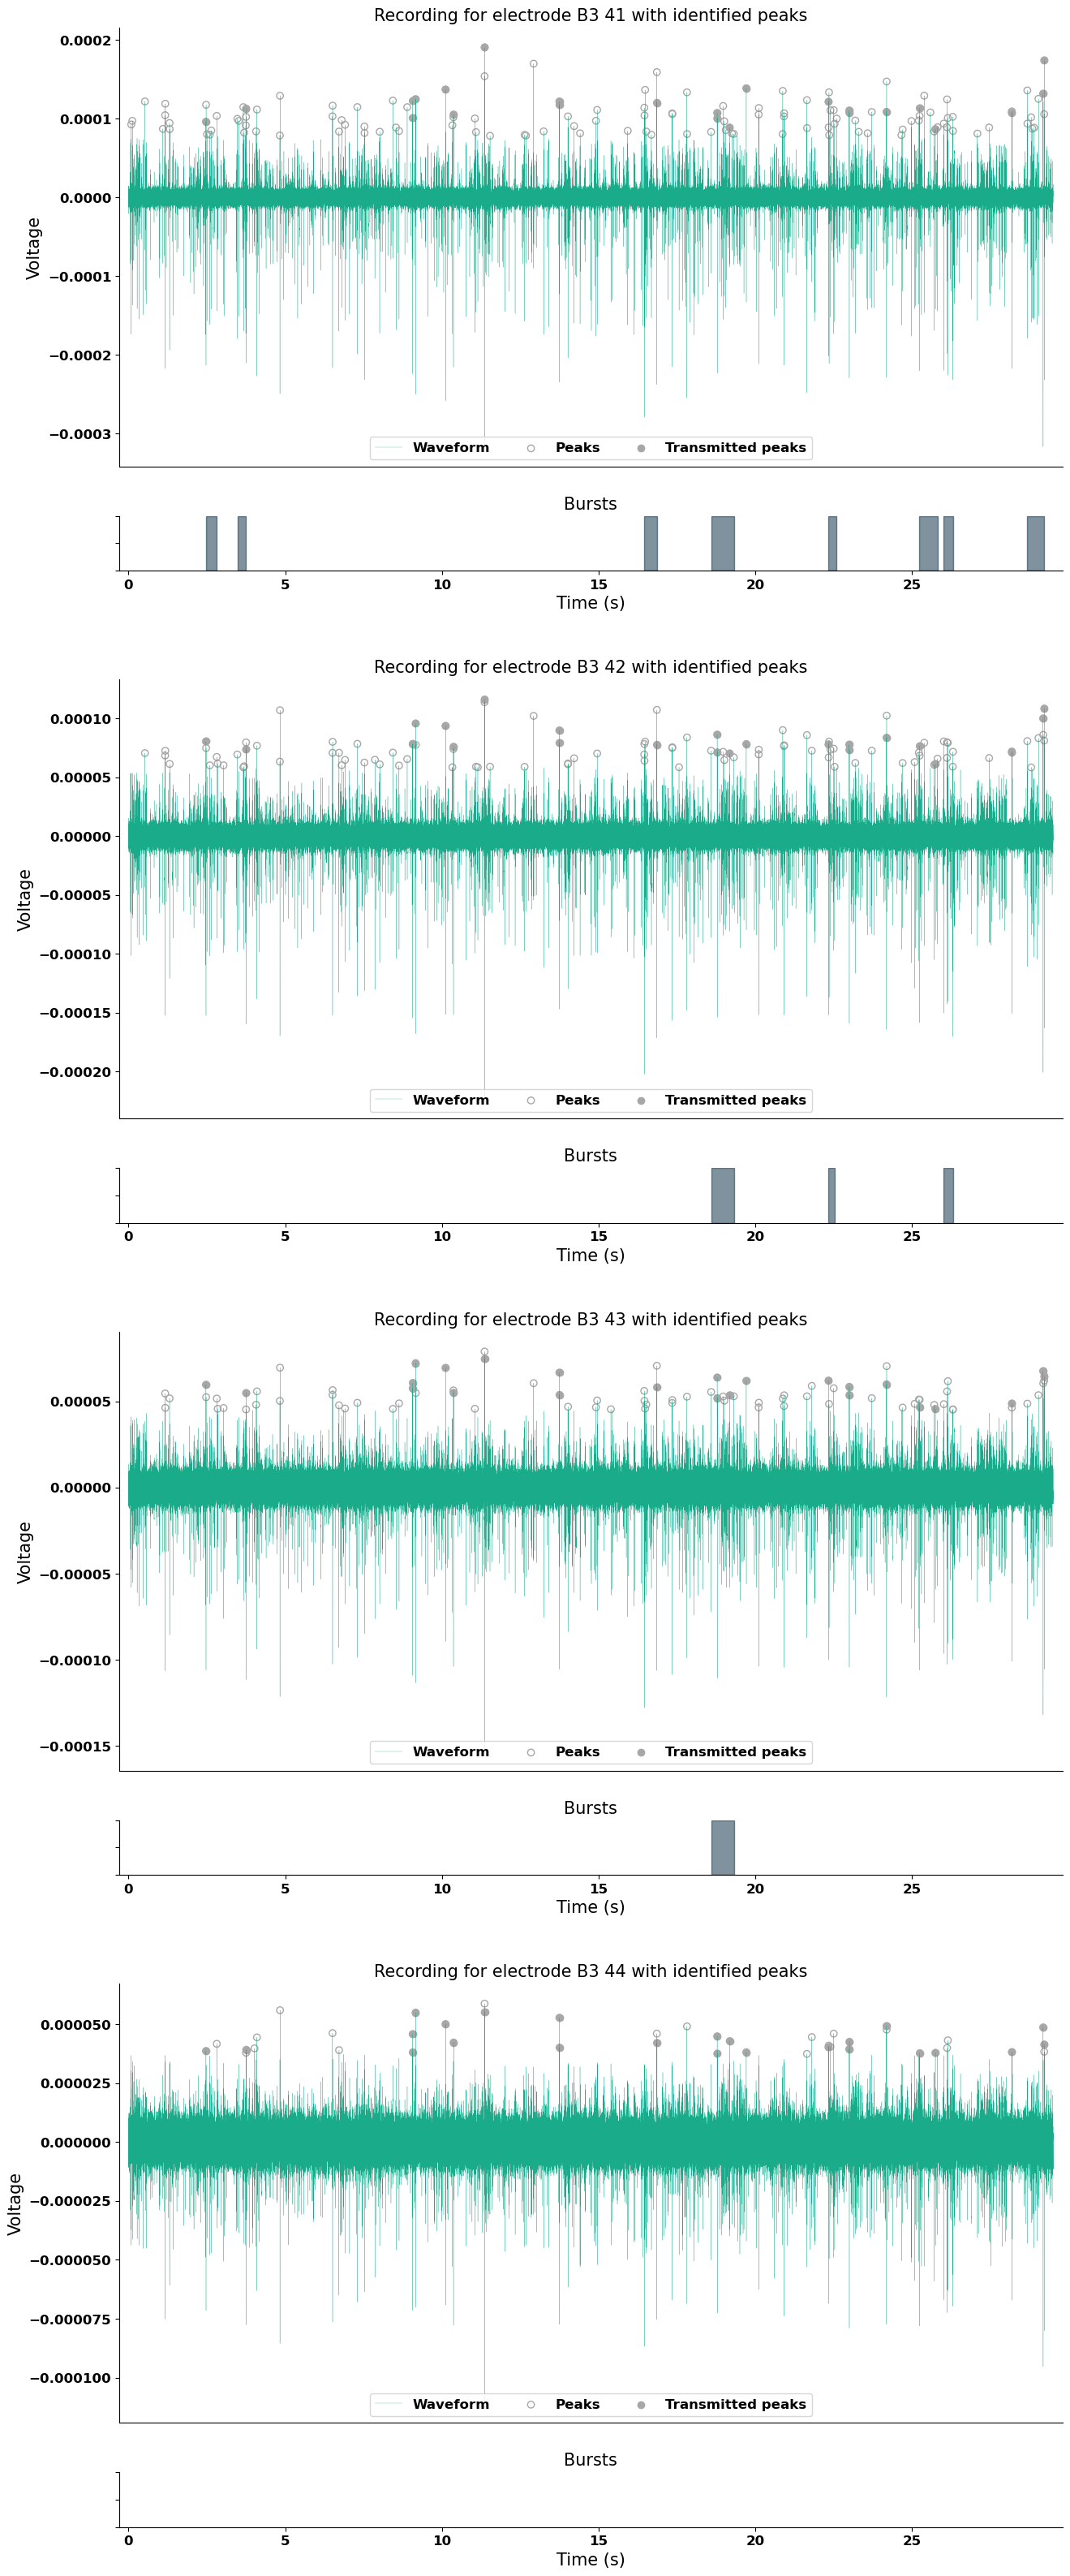 Recording for electrode B3 41 with identified peaks
0.0002
0.0001
0.0000
−0.0001
−0.0002
−0.0003
Voltage
Waveform Peaks Transmitted peaks
Bursts
0 5 10 15 20 25
Time (s)
Recording for electrode B3 42 with identified peaks
0.00010
0.00005
0.00000
−0.00005
−0.00010
−0.00015
−0.00020
Voltage
Waveform Peaks Transmitted peaks
Bursts
0 5 10 15 20 25
Time (s)
Recording for electrode B3 43 with identified peaks
0.00005
0.00000
−0.00005
−0.00010
−0.00015
Voltage
Waveform Peaks Transmitted peaks
Bursts
0 5 10 15 20 25
Time (s)
Recording for electrode B3 44 with identified peaks
0.000050
0.000025
0.000000
−0.000025
−0.000050
−0.000075
−0.000100
Voltage
Waveform Peaks Transmitted peaks
Bursts
0 5 10 15 20 25
Time (s)